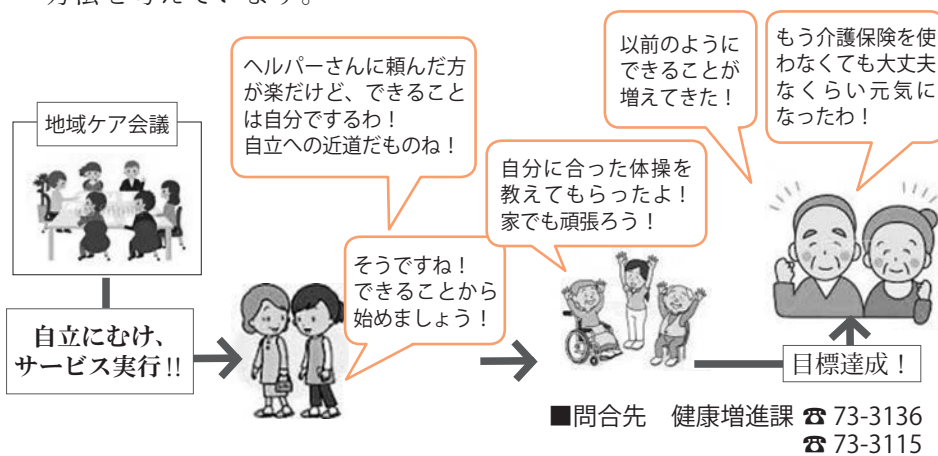 方法を考えています。
地域ケア会議
自立にむけ、
サービス実行!!
ヘルパーさんに頼んだ方
が楽だけど、できること
は自分でするわ！
自立への近道だものね！
そうですね！
できることから
始めましょう！
自分に合った体操を
教えてもらったよ！
家でも頑張ろう！
以前のように
できることが
増えてきた！
もう介護保険を使
わなくても大丈夫
なくらい元気に
なったわ！
目標達成！
■問合先　健康増進課 ☎ 73-3136
☎ 73-3115